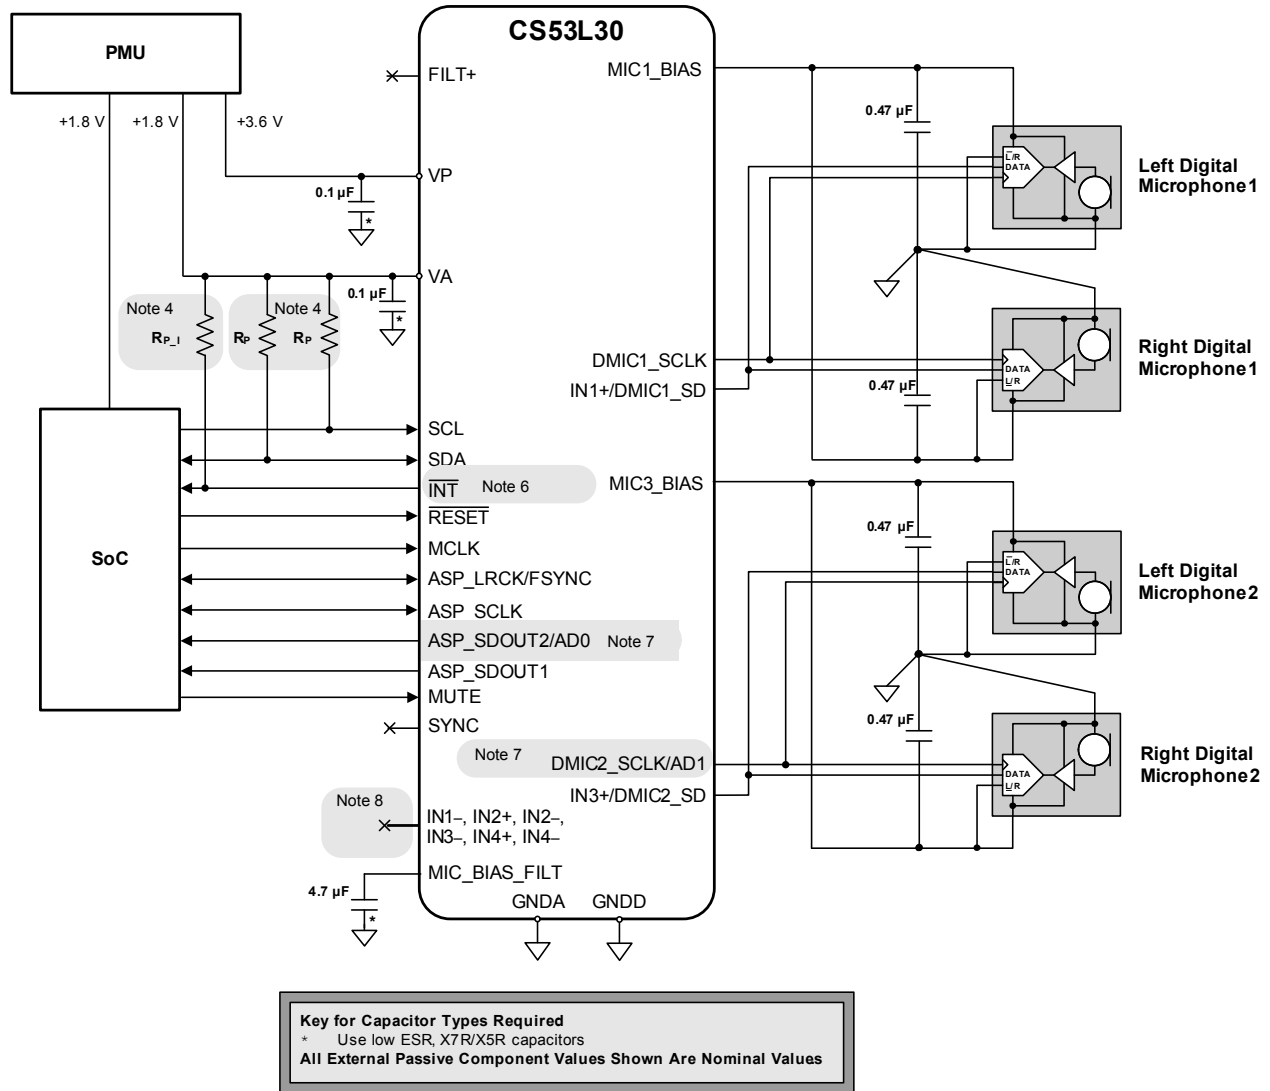 CS53L30
PMU
FILT+
MIC1_BIAS
0.47 µF
+1.8 V
+1.8 V
+3.6 V
L/R
DATA
Left Digital
Microphone1
VP
0.1 µF
*
VA
0.1 µF
*
Note 4
RP_I
Note 4
RP
RP
DMIC1_SCLK
IN1+/DMIC1_SD
0.47 µF
DATA
L/R
Right Digital
Microphone1
SoC
SCL
SDA
INT
Note 6
RESET
MCLK
ASP_LRCK/FSYNC
ASP_SCLK
ASP_SDOUT2/AD0
Note 7
ASP_SDOUT1
MUTE
SYNC
MIC3_BIAS
0.47 µF
L/R
DATA
Left Digital
Microphone2
Note 7
DMIC2_SCLK/AD1
IN3+/DMIC2_SD
0.47 µF
DATA
L/R
Right Digital
Microphone2
Note 8
IN1–, IN2+, IN2–,
IN3–, IN4+, IN4–
MIC_BIAS_FILT
4.7 µF
*
GNDA
GNDD
Key for Capacitor Types Required
* Use low ESR, X7R/X5R capacitors
All External Passive Component Values Shown Are Nominal Values